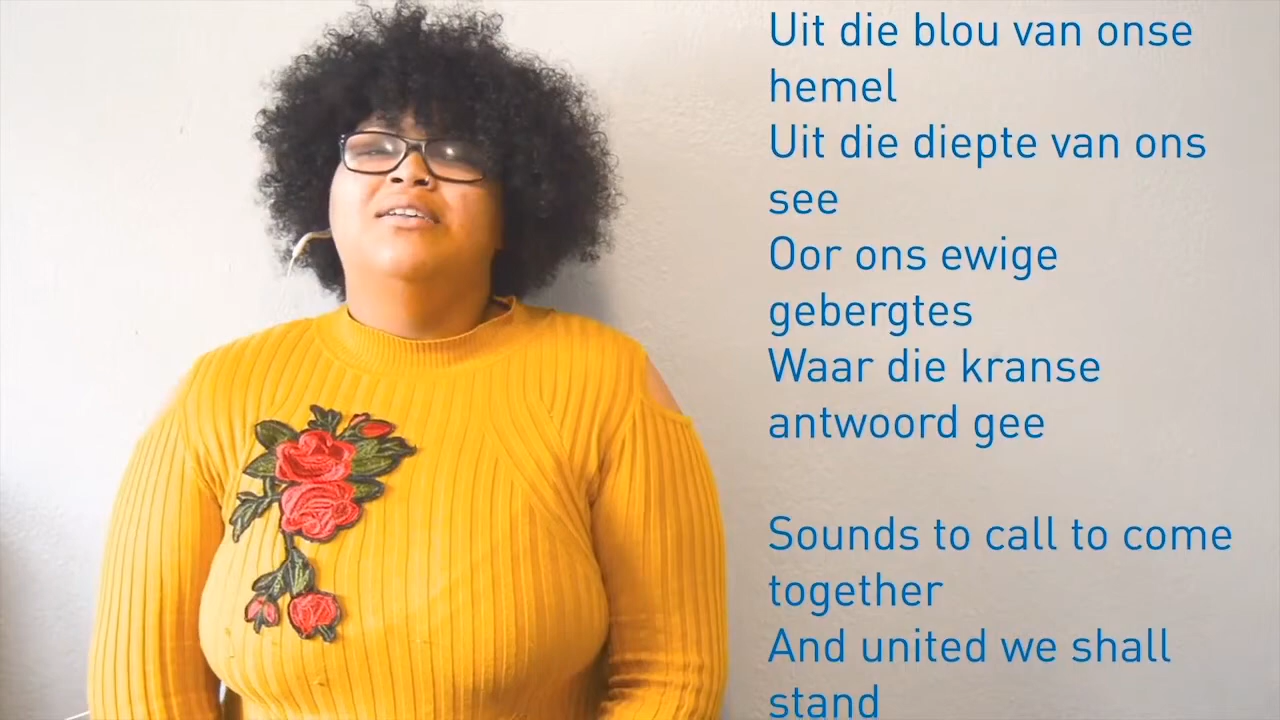 Uit die blou van onse
hemel
Uit die diepte van ons
see
Oor ons ewige
gebergtes
Waar die kranse
antwoord gee
Sounds to call to come
together
And united we shall
stand